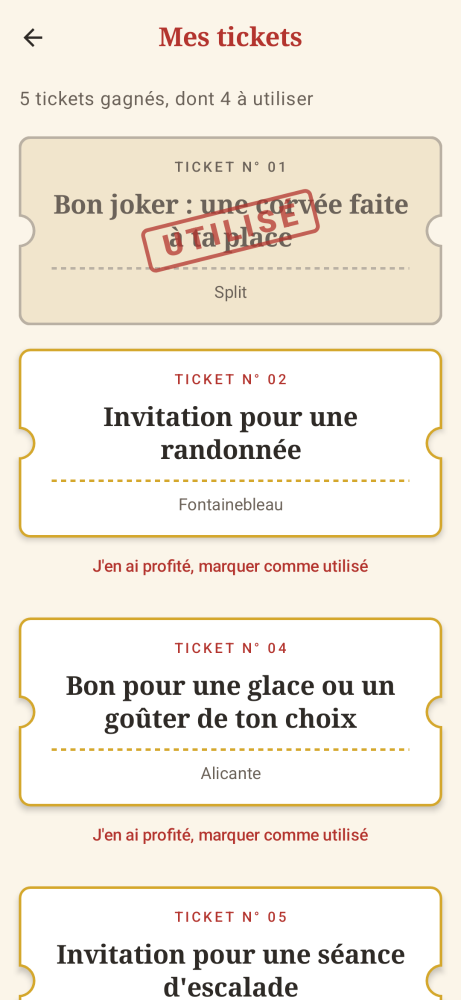 Mes tickets
5 tickets gagnés, dont 4 à utiliser
TICKET N° 01
Bon joker : une corvée faite
à ta place
UTILISÉ
Split
TICKET N° 02
Invitation pour une
randonnée
Fontainebleau
J'en ai profité, marquer comme utilisé
TICKET N° 04
Bon pour une glace ou un
goûter de ton choix
Alicante
J'en ai profité, marquer comme utilisé
TICKET N° 05
Invitation pour une séance
d'escalade